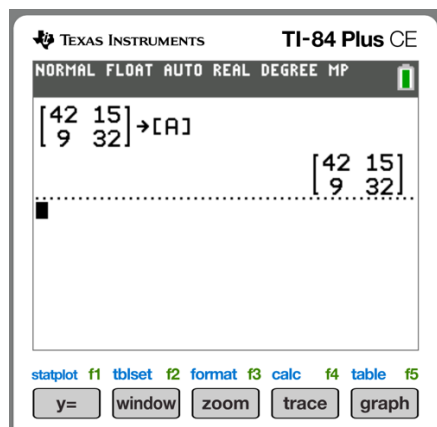 TEXAS INSTRUMENTS TI-84 Plus CE
NORMAL FLOAT AUTO REAL DEGREE MP
[42 15
9 32]→[A]
[42 15
9 32]
statplot f1 tblset f2 format f3 calc f4 table f5
y= window zoom trace graph